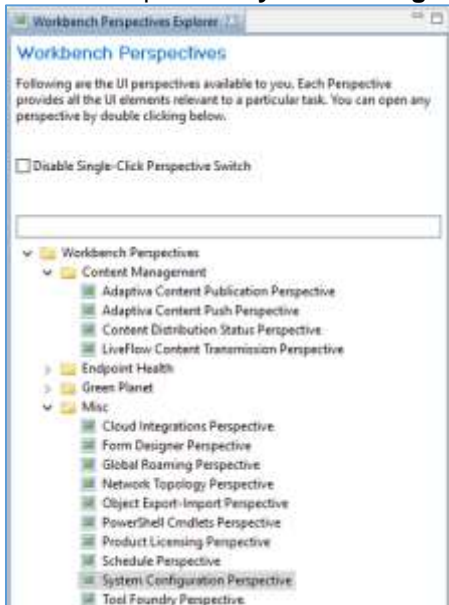 Workbench Perspectives Explorer
Workbench Perspectives
Following are the UI perspectives available to you. Each Perspective
provides all the UI elements relevant to a particular task. You can open any
perspective by double clicking below.
Disable Single-Click Perspective Switch
Workbench Perspectives
Content Management
Adaptiva Content Publication Perspective
Adaptiva Content Push Perspective
Content Distribution Status Perspective
LiveFlow Content Transmission Perspective
Endpoint Health
Green Planet
Misc
Cloud Integrations Perspective
Form Designer Perspective
Global Roaming Perspective
Network Topology Perspective
Object Export-Import Perspective
PowerShell Cmdlets Perspective
Product Licensing Perspective
Schedule Perspective
System Configuration Perspective
Tool Foundry Perspective